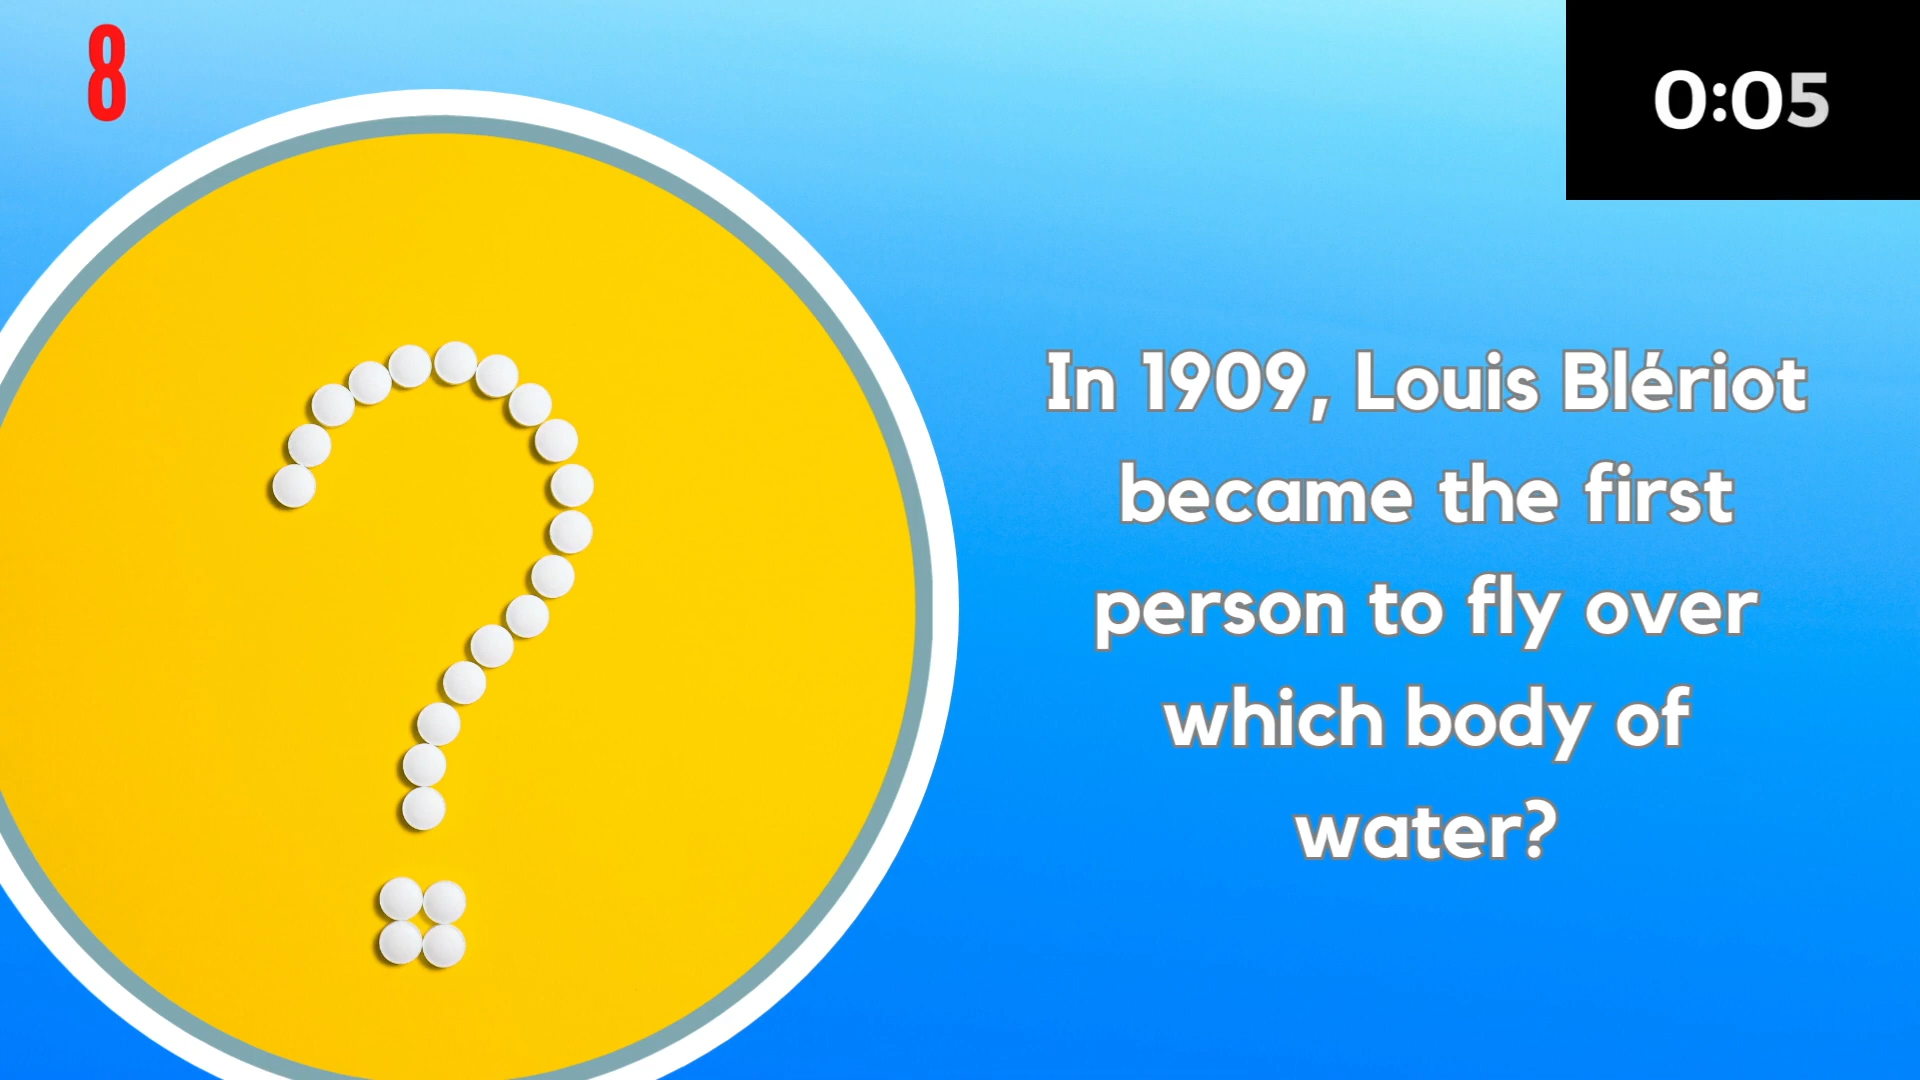 8
0:05
In 1909, Louis Blériot
became the first
person to fly over
which body of
water?